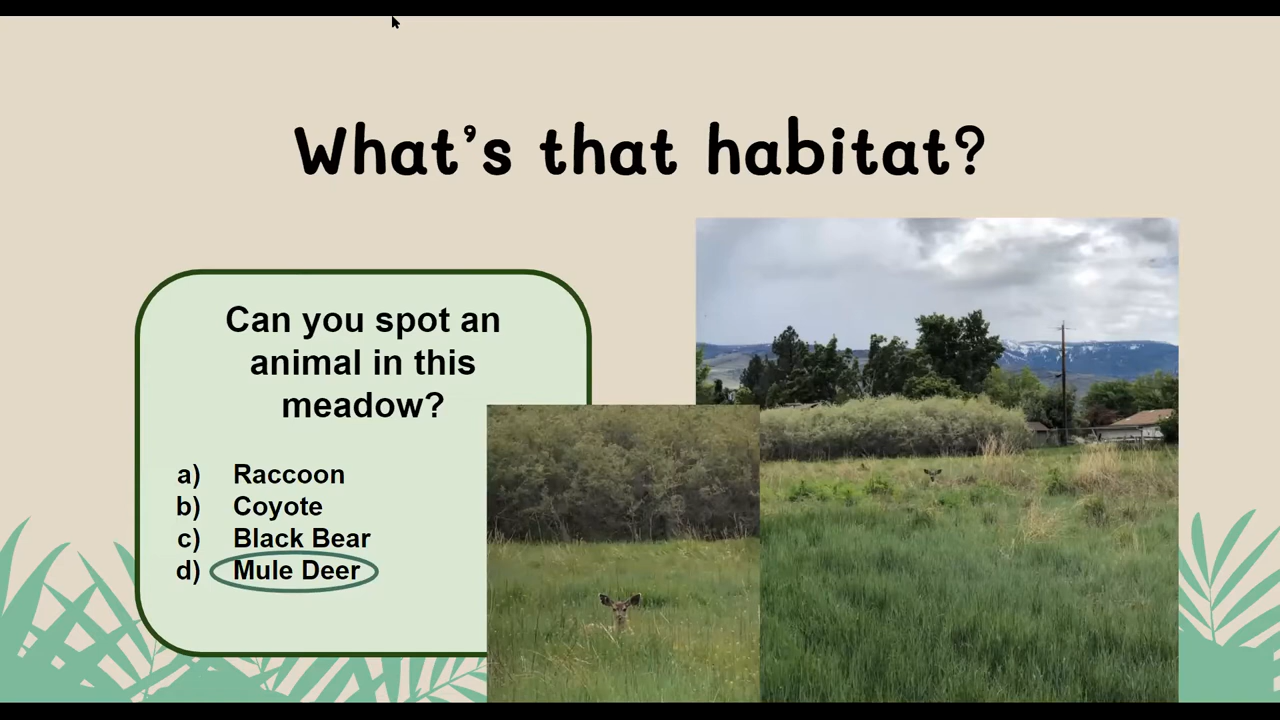 What's that habitat?
Can you spot an
animal in this
meadow?
a) Raccoon
b) Coyote
c) Black Bear
d) Mule Deer